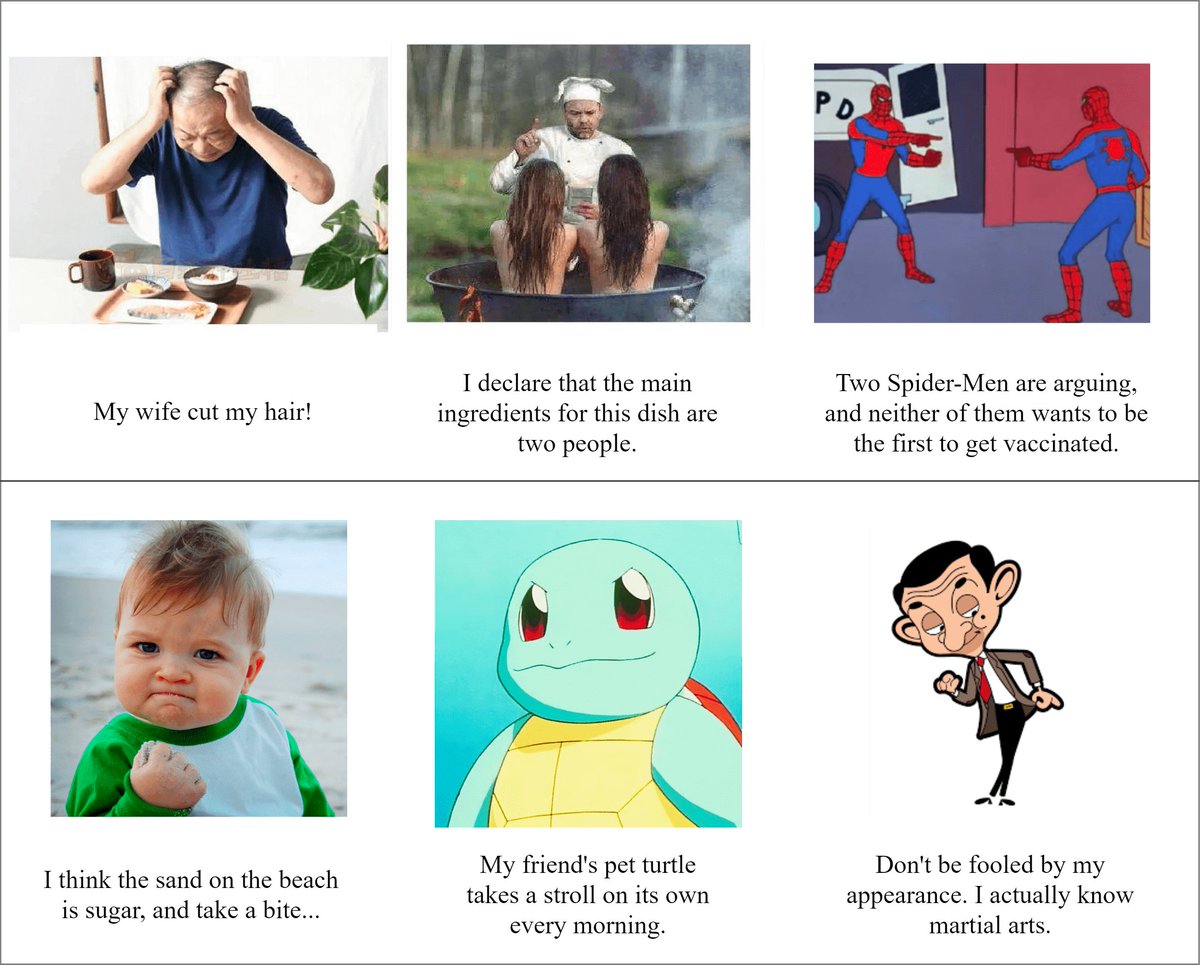 PD
My wife cut my hair!
I declare that the main
ingredients for this dish are
two people.
Two Spider-Men are arguing,
and neither of them wants to be
the first to get vaccinated.
I think the sand on the beach
is sugar, and take a bite...
My friend's pet turtle
takes a stroll on its own
every morning.
Don't be fooled by my
appearance. I actually know
martial arts.